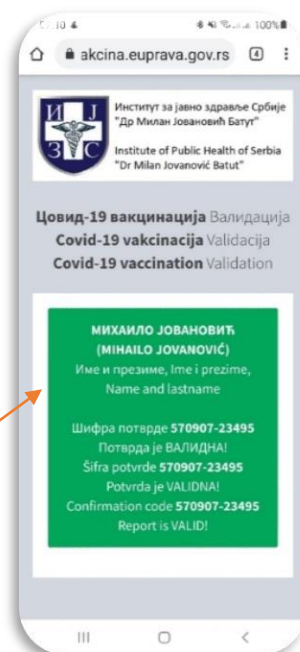 100%
akcina.euprava.gov.rs
4
И Ј
З С
Институт за јавно здравље Србије
"Др Милан Јовановић Батут"
Institute of Public Health of Serbia
"Dr Milan Jovanović Batut"
Цовид-19 вакцинација Валидација
Covid-19 vakcinacija Validacija
Covid-19 vaccination Validation
МИХАИЛО ЈОВАНОВИЋ
(MIHAILO JOVANOVIĆ)
Име и презиме, Ime i prezime,
Name and lastname
Шифра потврде 570907-23495
Потврда је ВАЛИДНА!
Šifra potvrde 570907-23495
Potvrda je VALIDNA!
Confirmation code 570907-23495
Report is VALID!